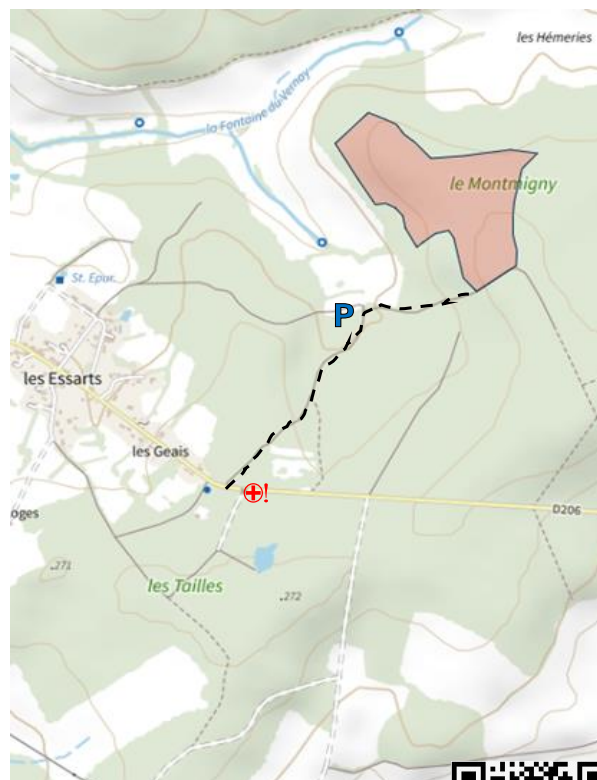 les Hémeries
la Fontaine du Vernoy
le Montmigny
St. Epur.
P
les Essarts
les Geais
!
oges
D206
.271
les Tailles
.272